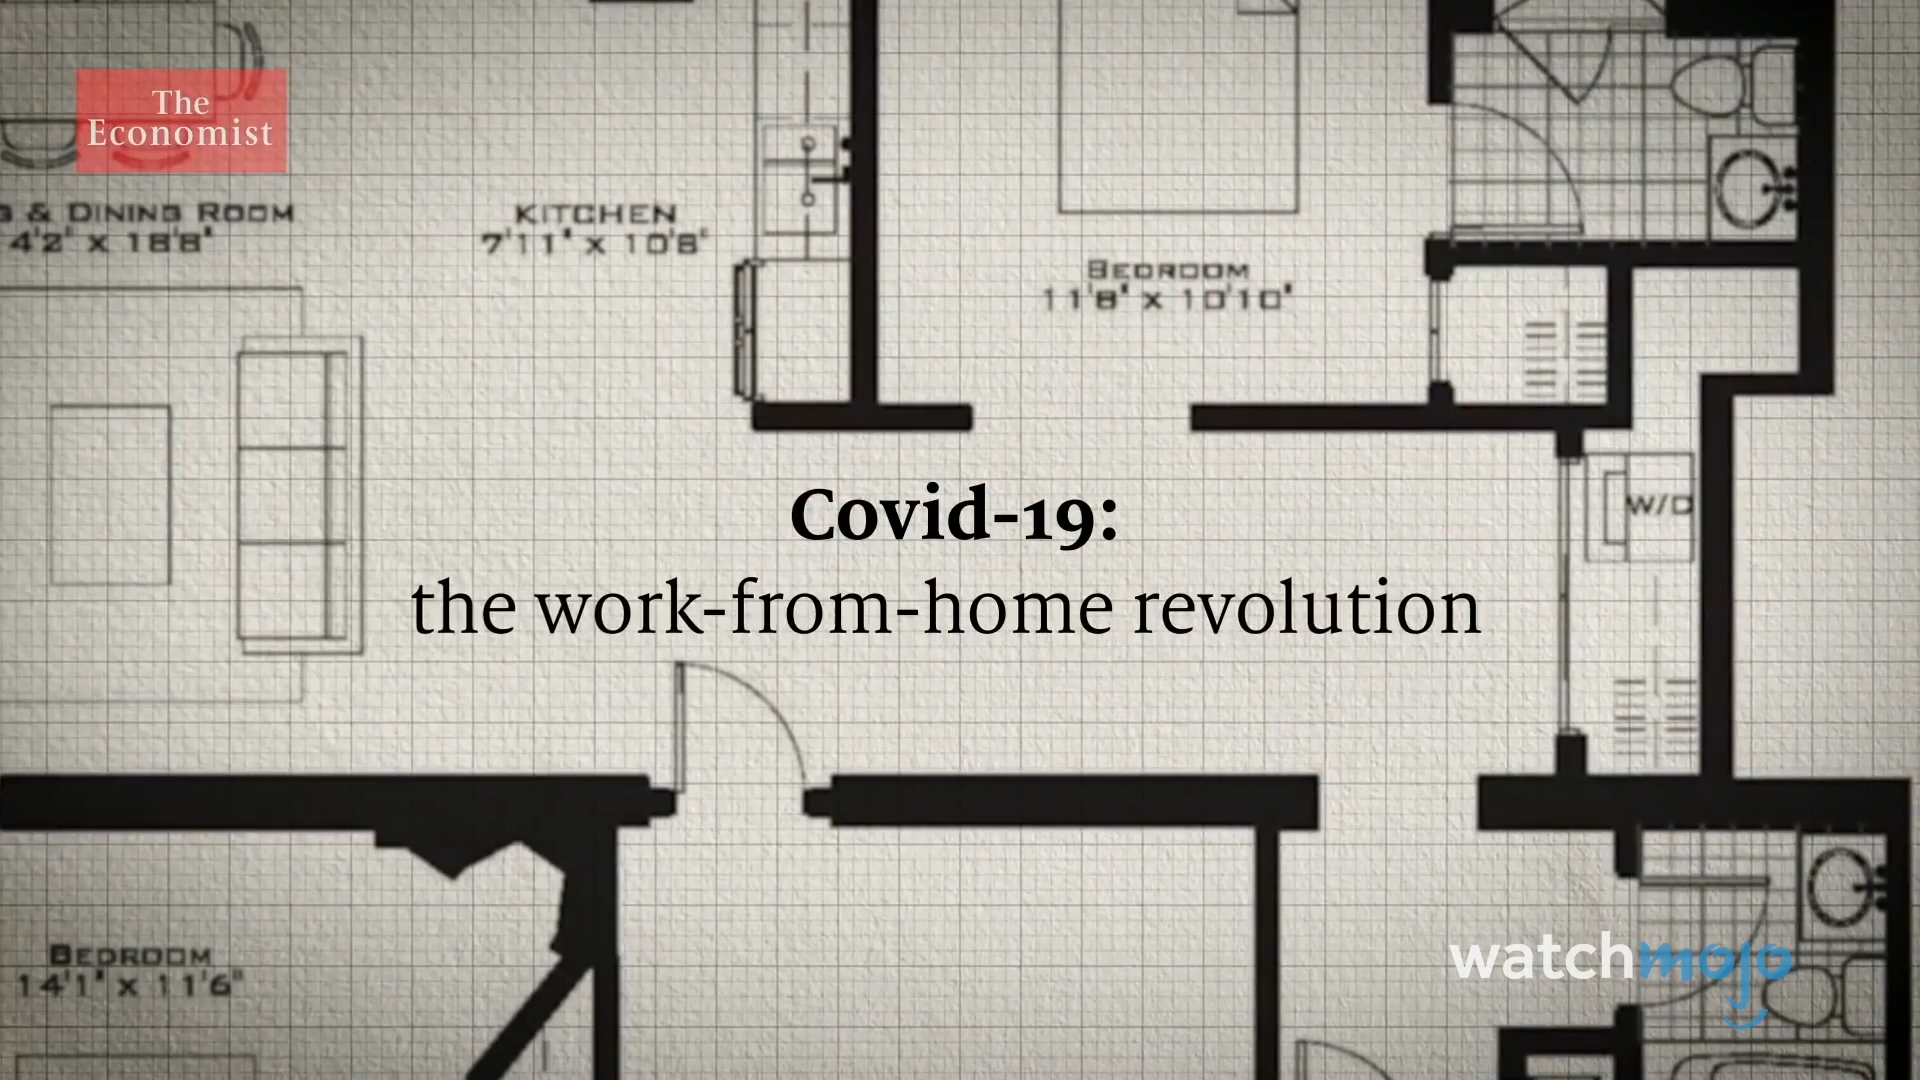 The
Economist
G & DINING ROOM
4'2" X 18'8"
KITCHEN
7'11" X 10'8"
BEDROOM
11'8" X 10'10"
W/D
Covid-19:
the work-from-home revolution
BEDROOM
14'1" X 11'6"
watchmojo